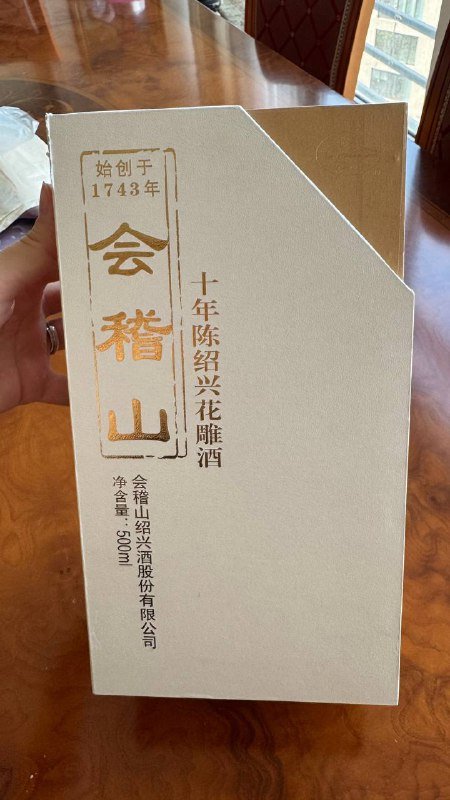 始创于
1743年
会稽山
十年陈绍兴花雕酒
会稽山绍兴酒股份有限公司
净含量：500ml